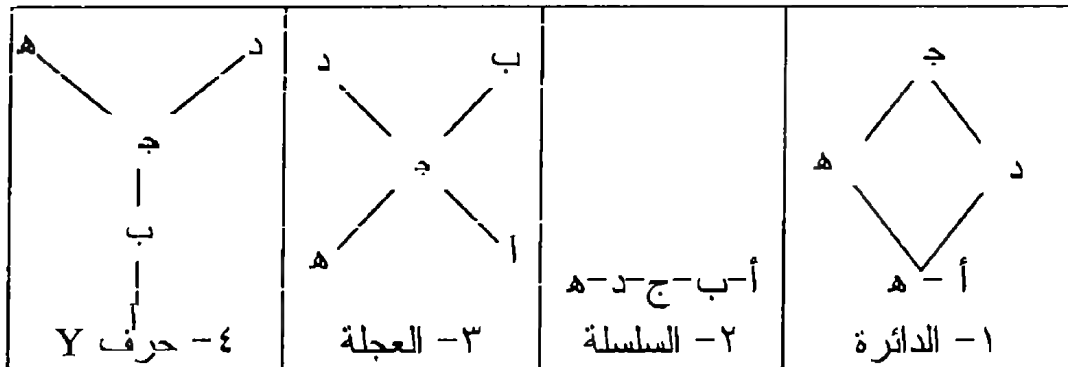 ج
ه د
أ - ه
١- الدائرة
أ-ب-ج-د-ه
٢- السلسلة
د ب
ج
ه أ
٣- العجلة
ه د
ج
ب
أ
٤- حرف Y